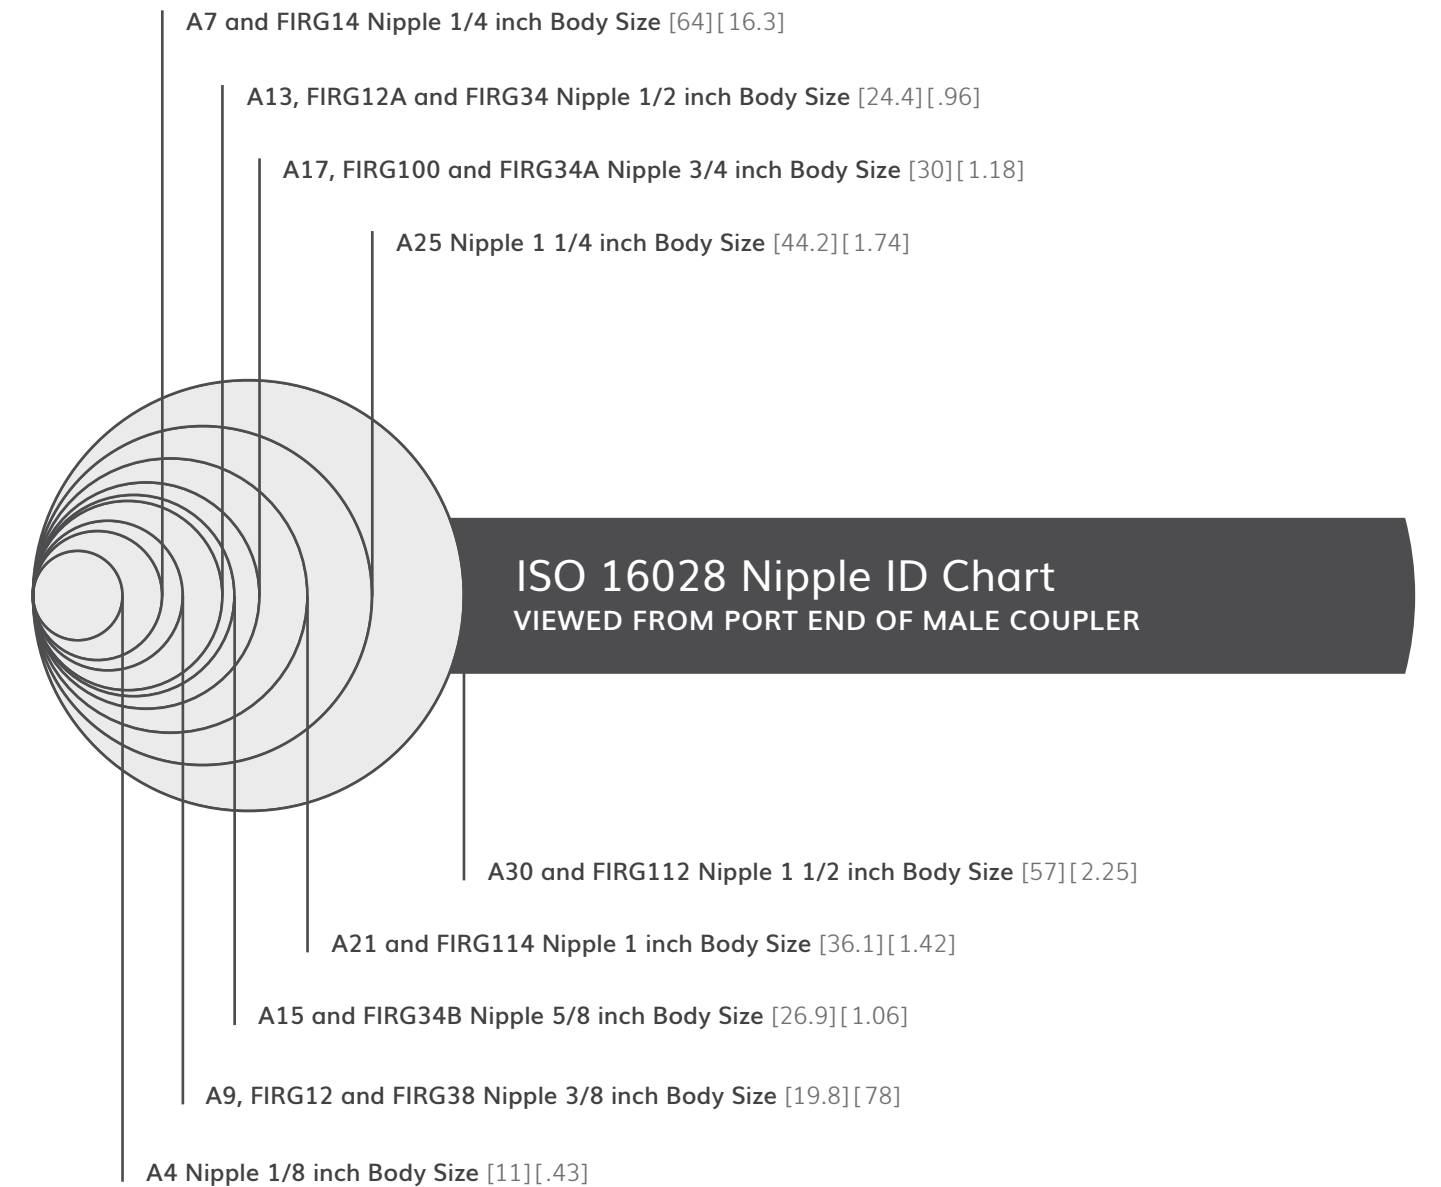 A7 and FIRG14 Nipple 1/4 inch Body Size [64][16.3]
A13, FIRG12A and FIRG34 Nipple 1/2 inch Body Size [24.4][.96]
A17, FIRG100 and FIRG34A Nipple 3/4 inch Body Size [30][1.18]
A25 Nipple 1 1/4 inch Body Size [44.2][1.74]
ISO 16028 Nipple ID Chart
VIEWED FROM PORT END OF MALE COUPLER
A30 and FIRG112 Nipple 1 1/2 inch Body Size [57][2.25]
A21 and FIRG114 Nipple 1 inch Body Size [36.1][1.42]
A15 and FIRG34B Nipple 5/8 inch Body Size [26.9][1.06]
A9, FIRG12 and FIRG38 Nipple 3/8 inch Body Size [19.8][78]
A4 Nipple 1/8 inch Body Size [11][.43]